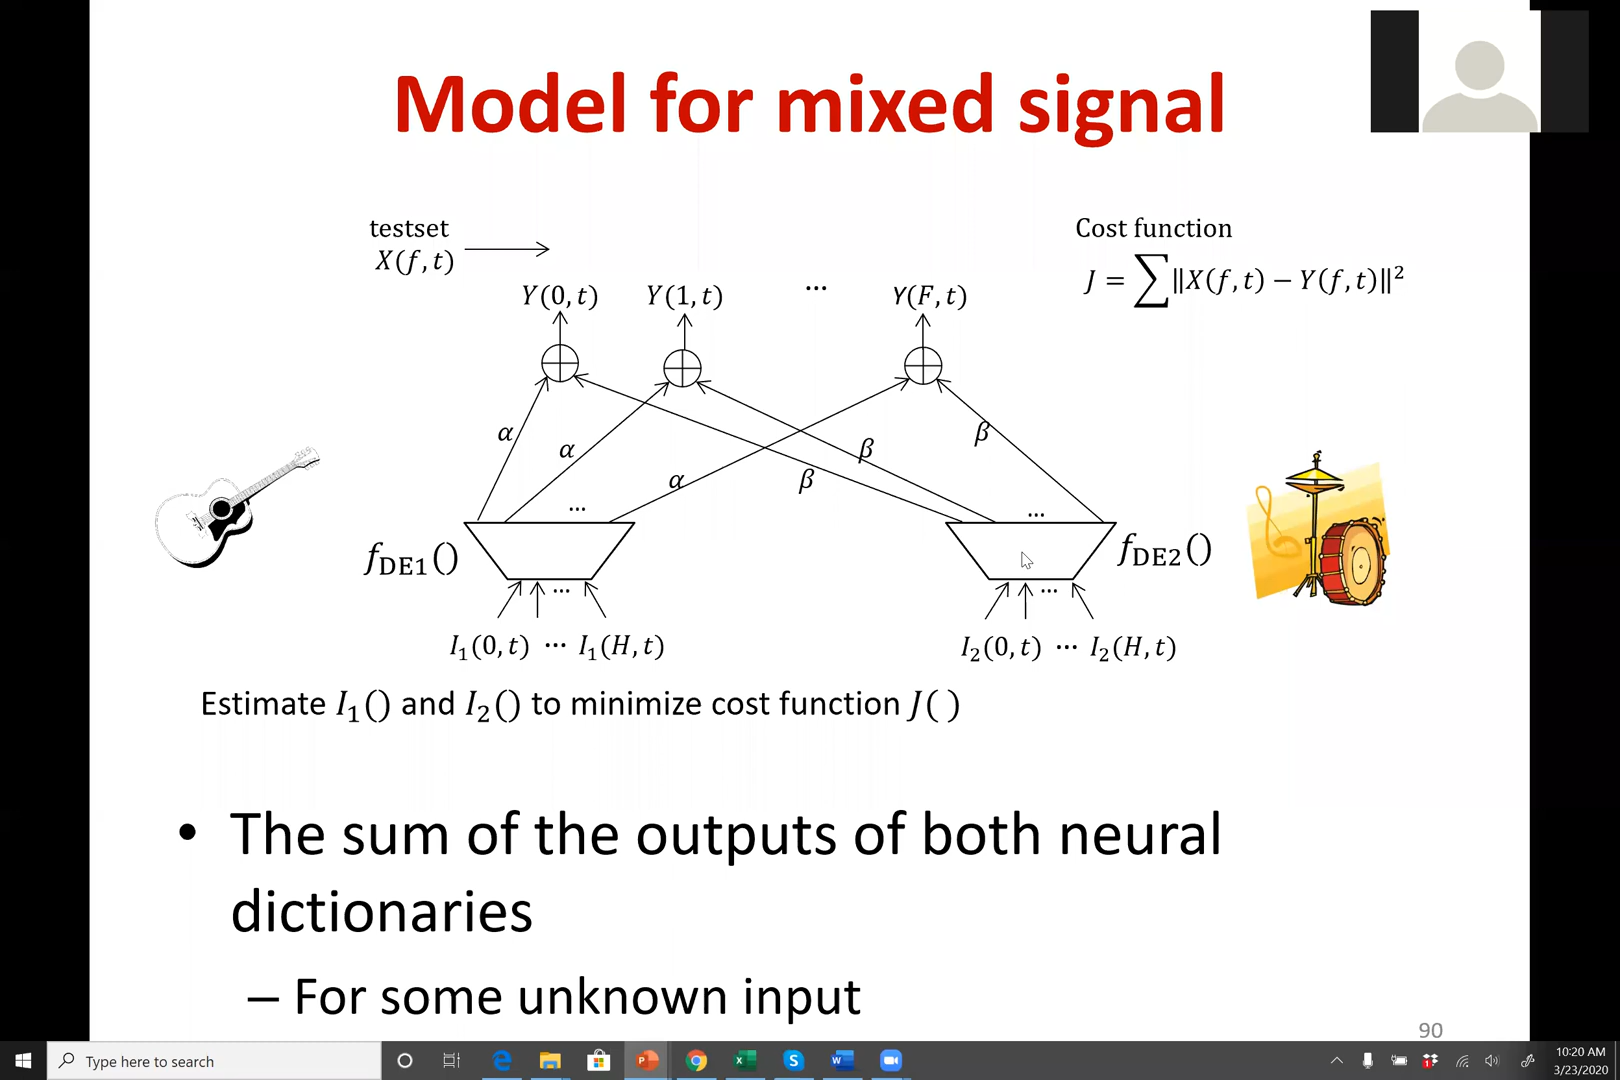 Model for mixed signal
testset
X(f,t)
Cost function
J = ∑‖X(f,t) − Y(f,t)‖²
Y(0,t) Y(1,t) ... Y(F,t)
α α α β β β
... ...
f_DE1() f_DE2()
... ...
I₁(0,t) ... I₁(H,t) I₂(0,t) ... I₂(H,t)
Estimate I₁() and I₂() to minimize cost function J( )
• The sum of the outputs of both neural
dictionaries
– For some unknown input
90
Type here to search
10:20 AM
3/23/2020